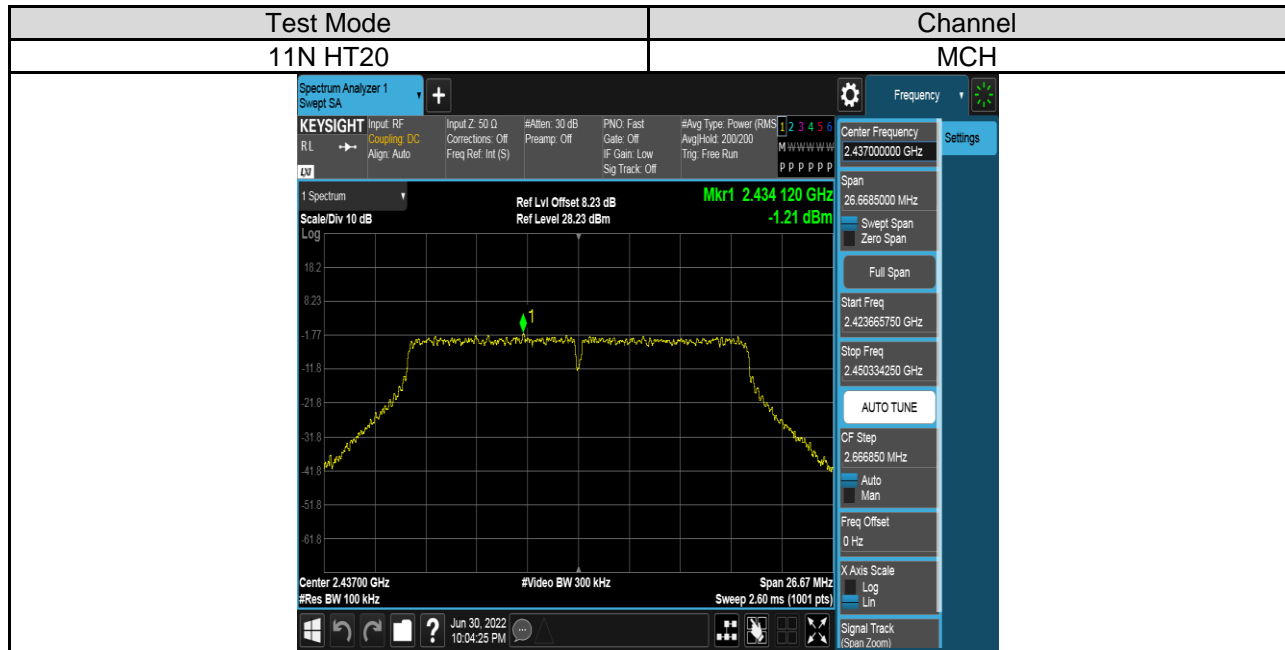 Test Mode Channel
11N HT20 MCH
Spectrum Analyzer 1
Swept SA
+
Frequency
KEYSIGHT
RL
LXI
Input: RF
Coupling: DC
Align: Auto
Input Z: 50 Ω
Corrections: Off
Freq Ref: Int (S)
#Atten: 30 dB
Preamp: Off
PNO: Fast
Gate: Off
IF Gain: Low
Sig Track: Off
#Avg Type: Power (RMS
Avg|Hold: 200/200
Trig: Free Run
1 2 3 4 5 6
M W W W W W
P P P P P P
1 Spectrum
Scale/Div 10 dB
Log
Ref Lvl Offset 8.23 dB
Ref Level 28.23 dBm
Mkr1 2.434 120 GHz
-1.21 dBm
18.2
8.23
1
-1.77
-11.8
-21.8
-31.8
-41.8
-51.8
-61.8
Center 2.43700 GHz
#Res BW 100 kHz
#Video BW 300 kHz
Span 26.67 MHz
Sweep 2.60 ms (1001 pts)
Center Frequency
2.437000000 GHz
Settings
Span
26.6685000 MHz
Swept Span
Zero Span
Full Span
Start Freq
2.423665750 GHz
Stop Freq
2.450334250 GHz
AUTO TUNE
CF Step
2.666850 MHz
Auto
Man
Freq Offset
0 Hz
X Axis Scale
Log
Lin
Signal Track
(Span Zoom)
?
Jun 30, 2022
10:04:25 PM